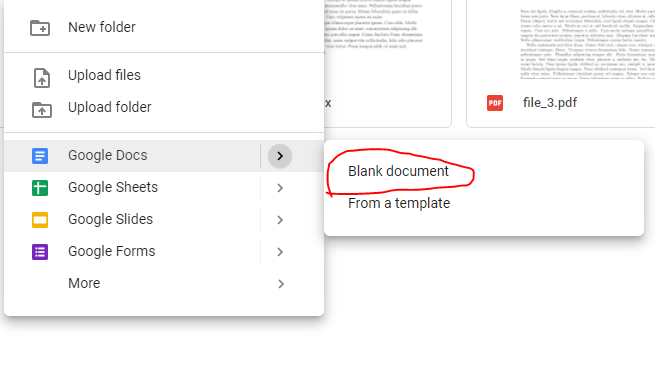 New folder
Upload files
Upload folder
x
PDF
file_3.pdf
Google Docs
Blank document
Google Sheets
From a template
Google Slides
Google Forms
More